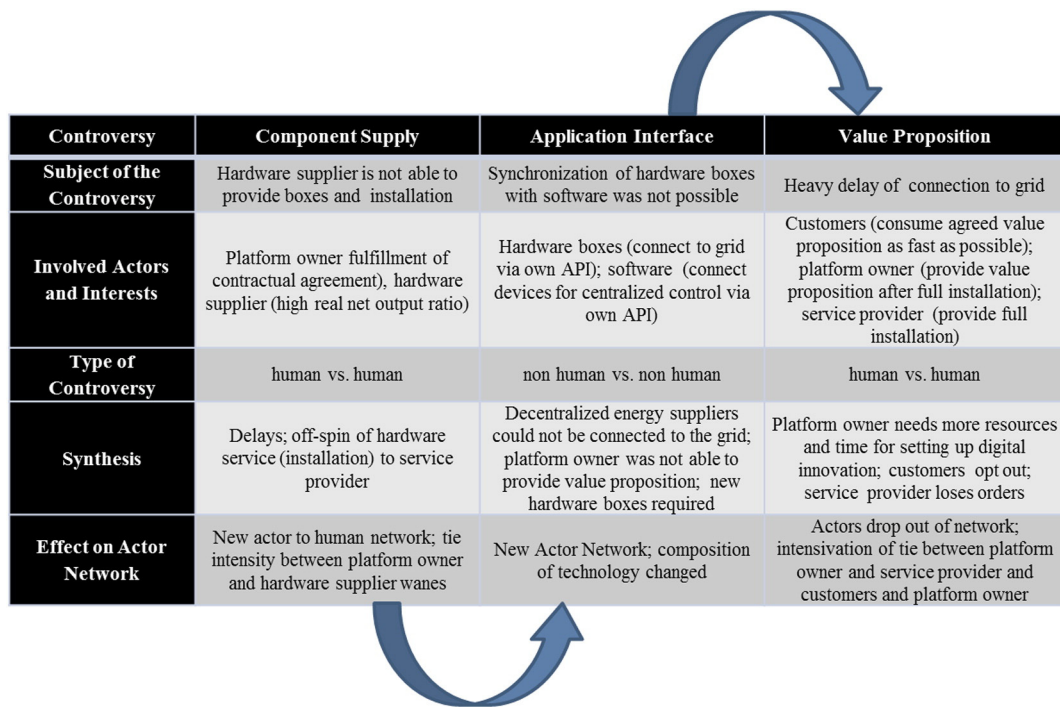 Controversy
Component Supply
Application Interface
Value Proposition
Subject of the
Controversy
Hardware supplier is not able to
provide boxes and installation
Synchronization of hardware boxes
with software was not possible
Heavy delay of connection to grid
Involved Actors
and Interests
Platform owner fulfillment of
contractual agreement), hardware
supplier (high real net output ratio)
Hardware boxes (connect to grid
via own API); software (connect
devices for centralized control via
own API)
Customers (consume agreed value
proposition as fast as possible);
platform owner (provide value
proposition after full installation);
service provider (provide full
installation)
Type of
Controversy
human vs. human
non human vs. non human
human vs. human
Synthesis
Delays; off-spin of hardware
service (installation) to service
provider
Decentralized energy suppliers
could not be connected to the grid;
platform owner was not able to
provide value proposition; new
hardware boxes required
Platform owner needs more resources
and time for setting up digital
innovation; customers opt out;
service provider loses orders
Effect on Actor
Network
New actor to human network; tie
intensity between platform owner
and hardware supplier wanes
New Actor Network; composition
of technology changed
Actors drop out of network;
intensivation of tie between platform
owner and service provider and
customers and platform owner